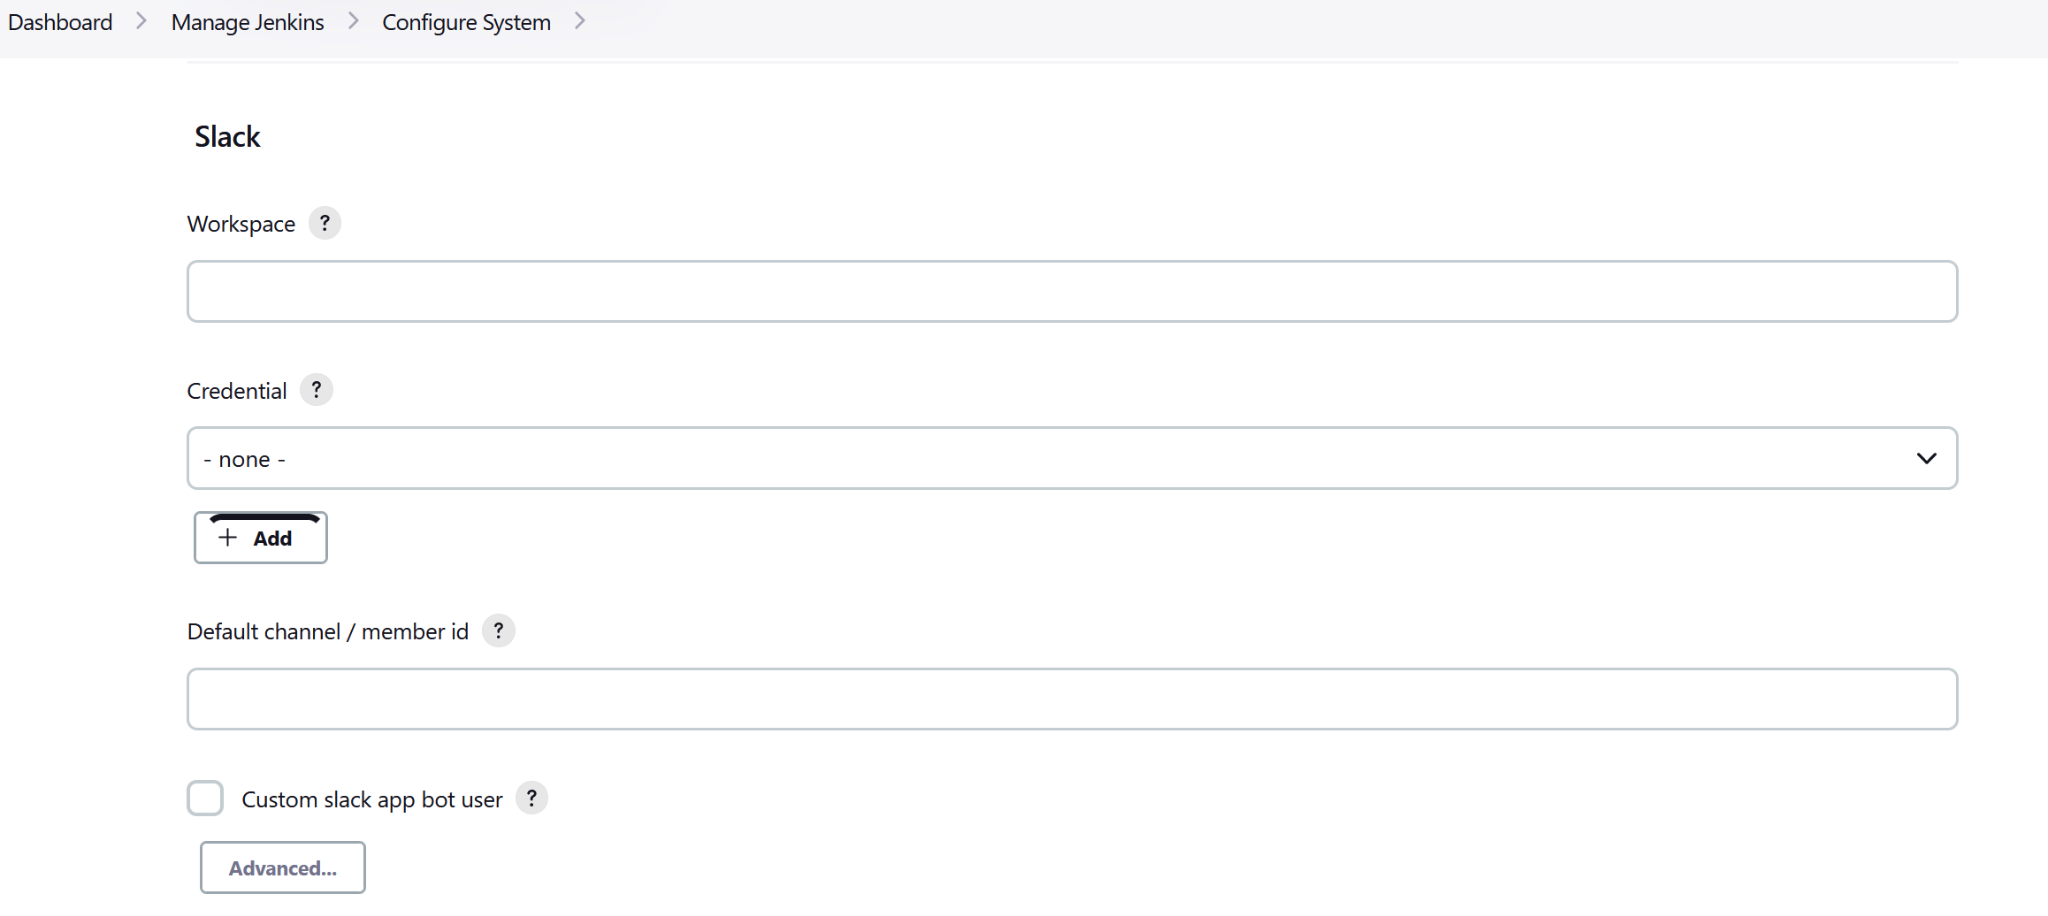 Dashboard > Manage Jenkins > Configure System >
Slack
Workspace ?
Credential ?
- none -
+ Add
Default channel / member id ?
Custom slack app bot user ?
Advanced...